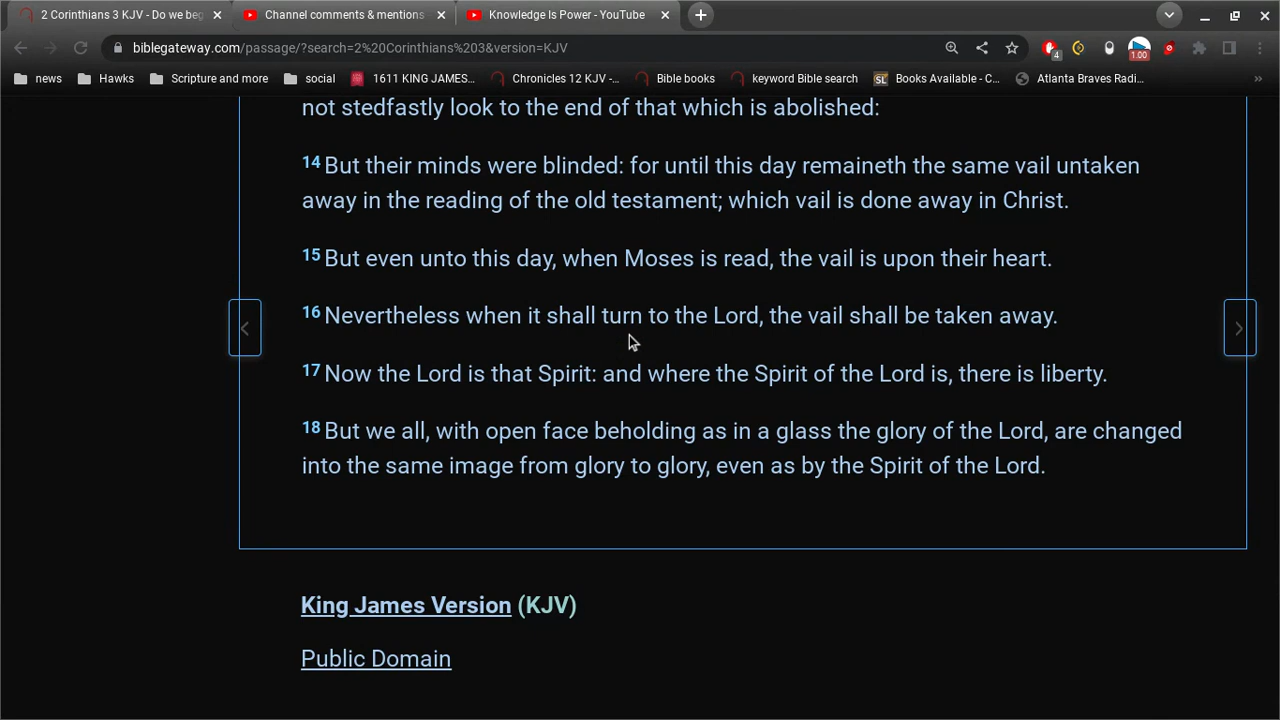 2 Corinthians 3 KJV - Do we beg
Channel comments & mentions
Knowledge Is Power - YouTube
biblegateway.com/passage/?search=2%20Corinthians%203&version=KJV
4
1.00
news
Hawks
Scripture and more
social
1611 KING JAMES...
Chronicles 12 KJV -...
Bible books
keyword Bible search
SL
Books Available - C...
Atlanta Braves Radi...
»
not stedfastly look to the end of that which is abolished:
14 But their minds were blinded: for until this day remaineth the same vail untaken
away in the reading of the old testament; which vail is done away in Christ.
15 But even unto this day, when Moses is read, the vail is upon their heart.
16 Nevertheless when it shall turn to the Lord, the vail shall be taken away.
17 Now the Lord is that Spirit: and where the Spirit of the Lord is, there is liberty.
18 But we all, with open face beholding as in a glass the glory of the Lord, are changed
into the same image from glory to glory, even as by the Spirit of the Lord.
King James Version (KJV)
Public Domain